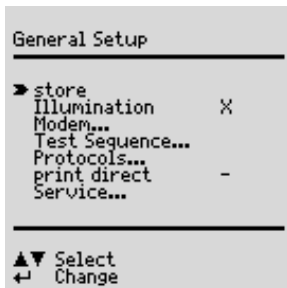 General Setup
➤ store
Illumination X
Modem...
Test Sequence...
Protocols...
print direct -
Service...
▲▼ Select
↵ Change